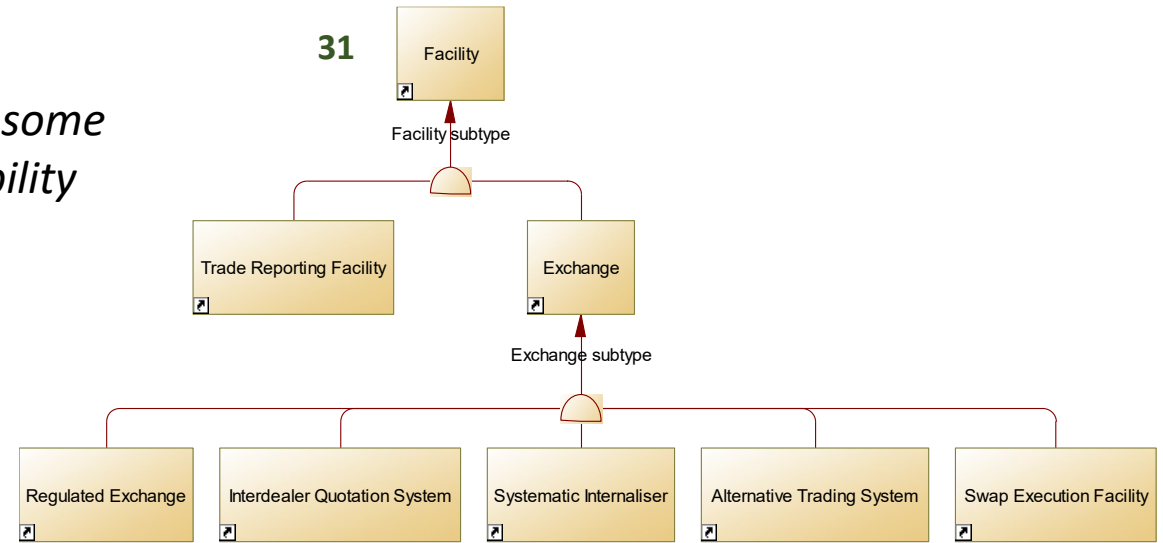 31
Facility
some
Facility subtype
bility
Trade Reporting Facility
Exchange
Exchange subtype
Regulated Exchange
Interdealer Quotation System
Systematic Internaliser
Alternative Trading System
Swap Execution Facility